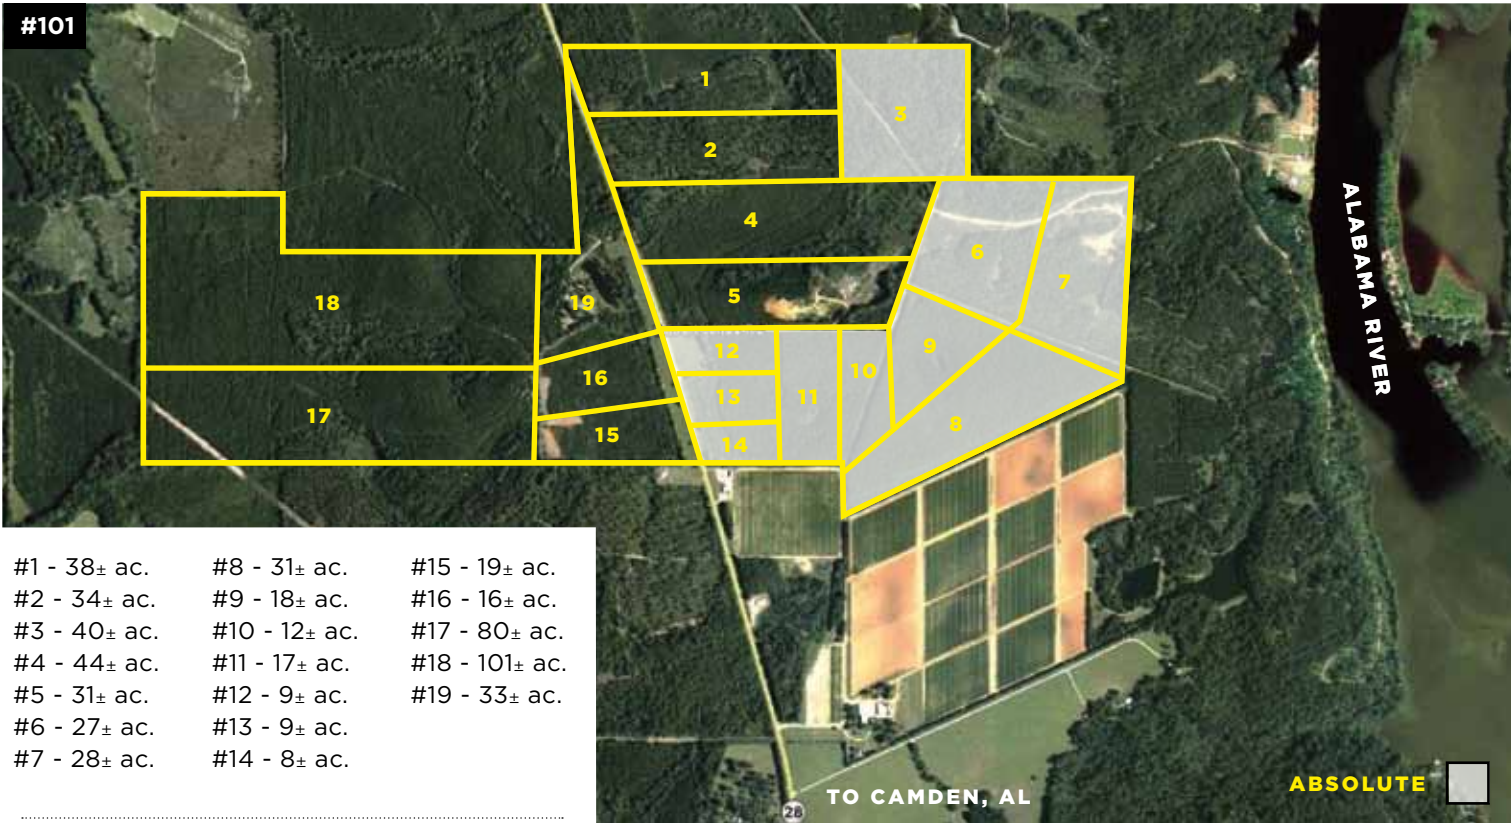 #101
1
3
2
4
6
7
5
18
19
9
12
10
16
13
11
17
8
15
14
ALABAMA RIVER
#1 - 38± ac.
#2 - 34± ac.
#3 - 40± ac.
#4 - 44± ac.
#5 - 31± ac.
#6 - 27± ac.
#7 - 28± ac.
#8 - 31± ac.
#9 - 18± ac.
#10 - 12± ac.
#11 - 17± ac.
#12 - 9± ac.
#13 - 9± ac.
#14 - 8± ac.
#15 - 19± ac.
#16 - 16± ac.
#17 - 80± ac.
#18 - 101± ac.
#19 - 33± ac.
ABSOLUTE
TO CAMDEN, AL
28